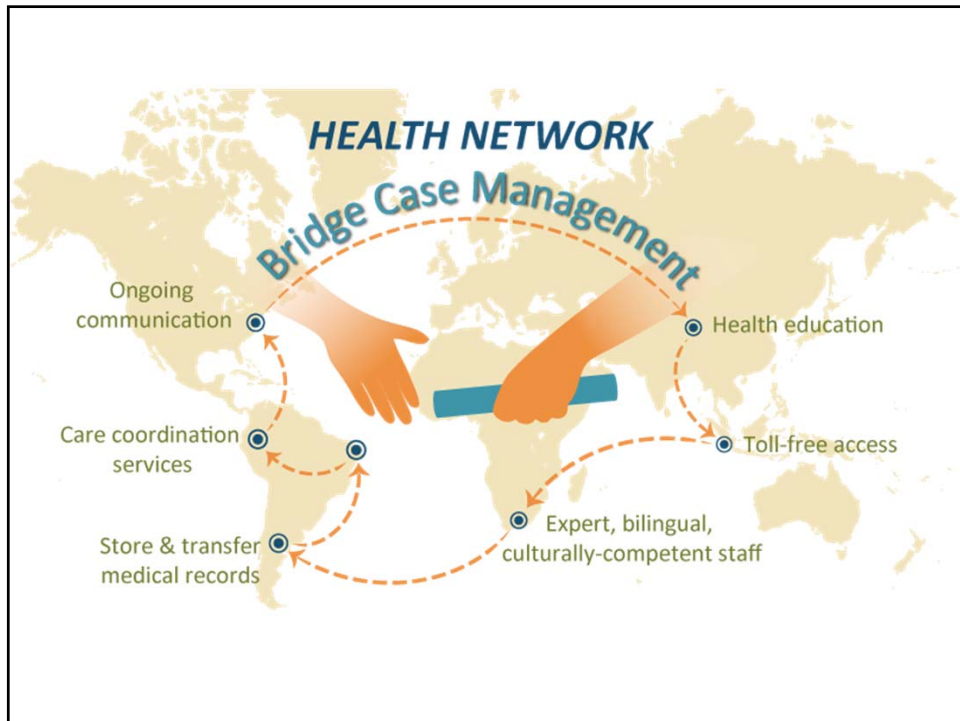 HEALTH NETWORK
Bridge Case Management
Ongoing
communication
Health education
Care coordination
services
Toll-free access
Store & transfer
medical records
Expert, bilingual,
culturally-competent staff